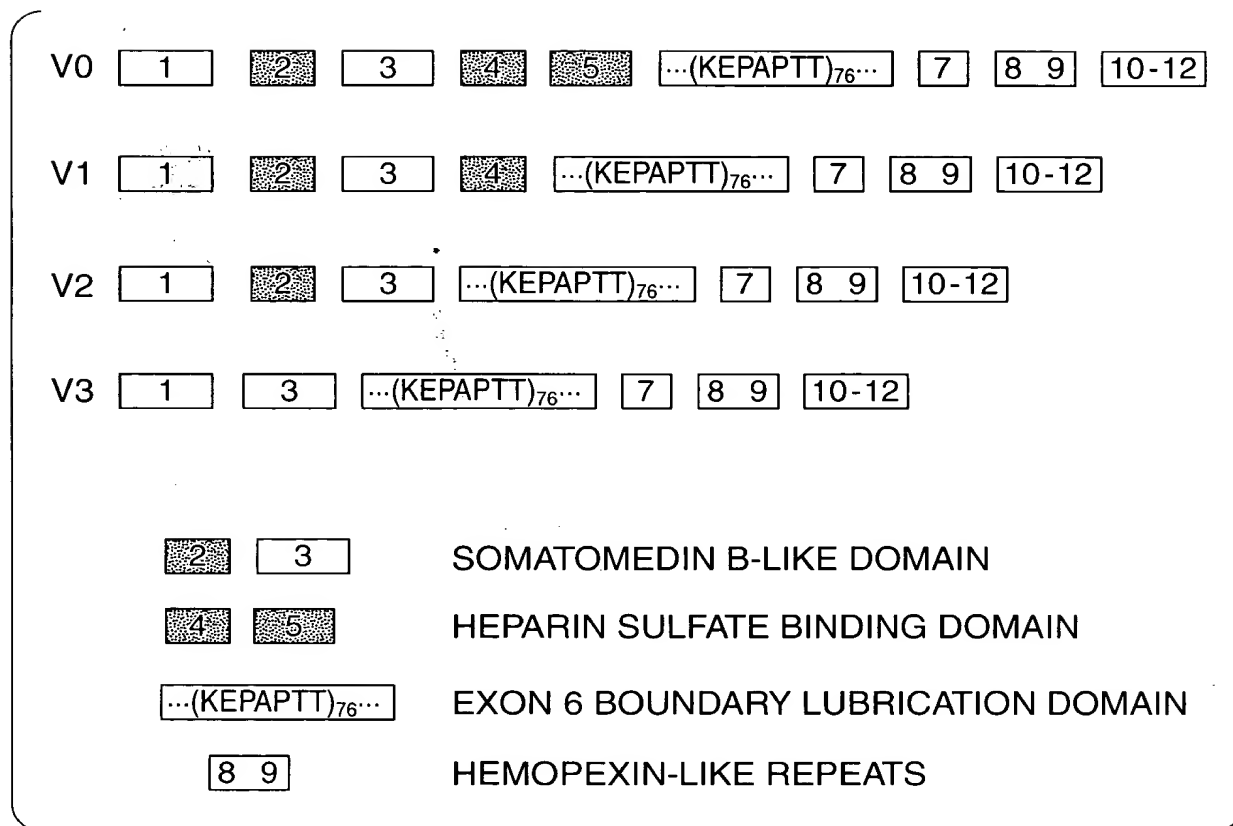 V0 1 2 3 4 5 ...(KEPAPTT)76... 7 8 9 10-12
V1 1 2 3 4 ...(KEPAPTT)76... 7 8 9 10-12
V2 1 2 3 ...(KEPAPTT)76... 7 8 9 10-12
V3 1 3 ...(KEPAPTT)76... 7 8 9 10-12
2 3 SOMATOMEDIN B-LIKE DOMAIN
4 5 HEPARIN SULFATE BINDING DOMAIN
...(KEPAPTT)76... EXON 6 BOUNDARY LUBRICATION DOMAIN
8 9 HEMOPEXIN-LIKE REPEATS